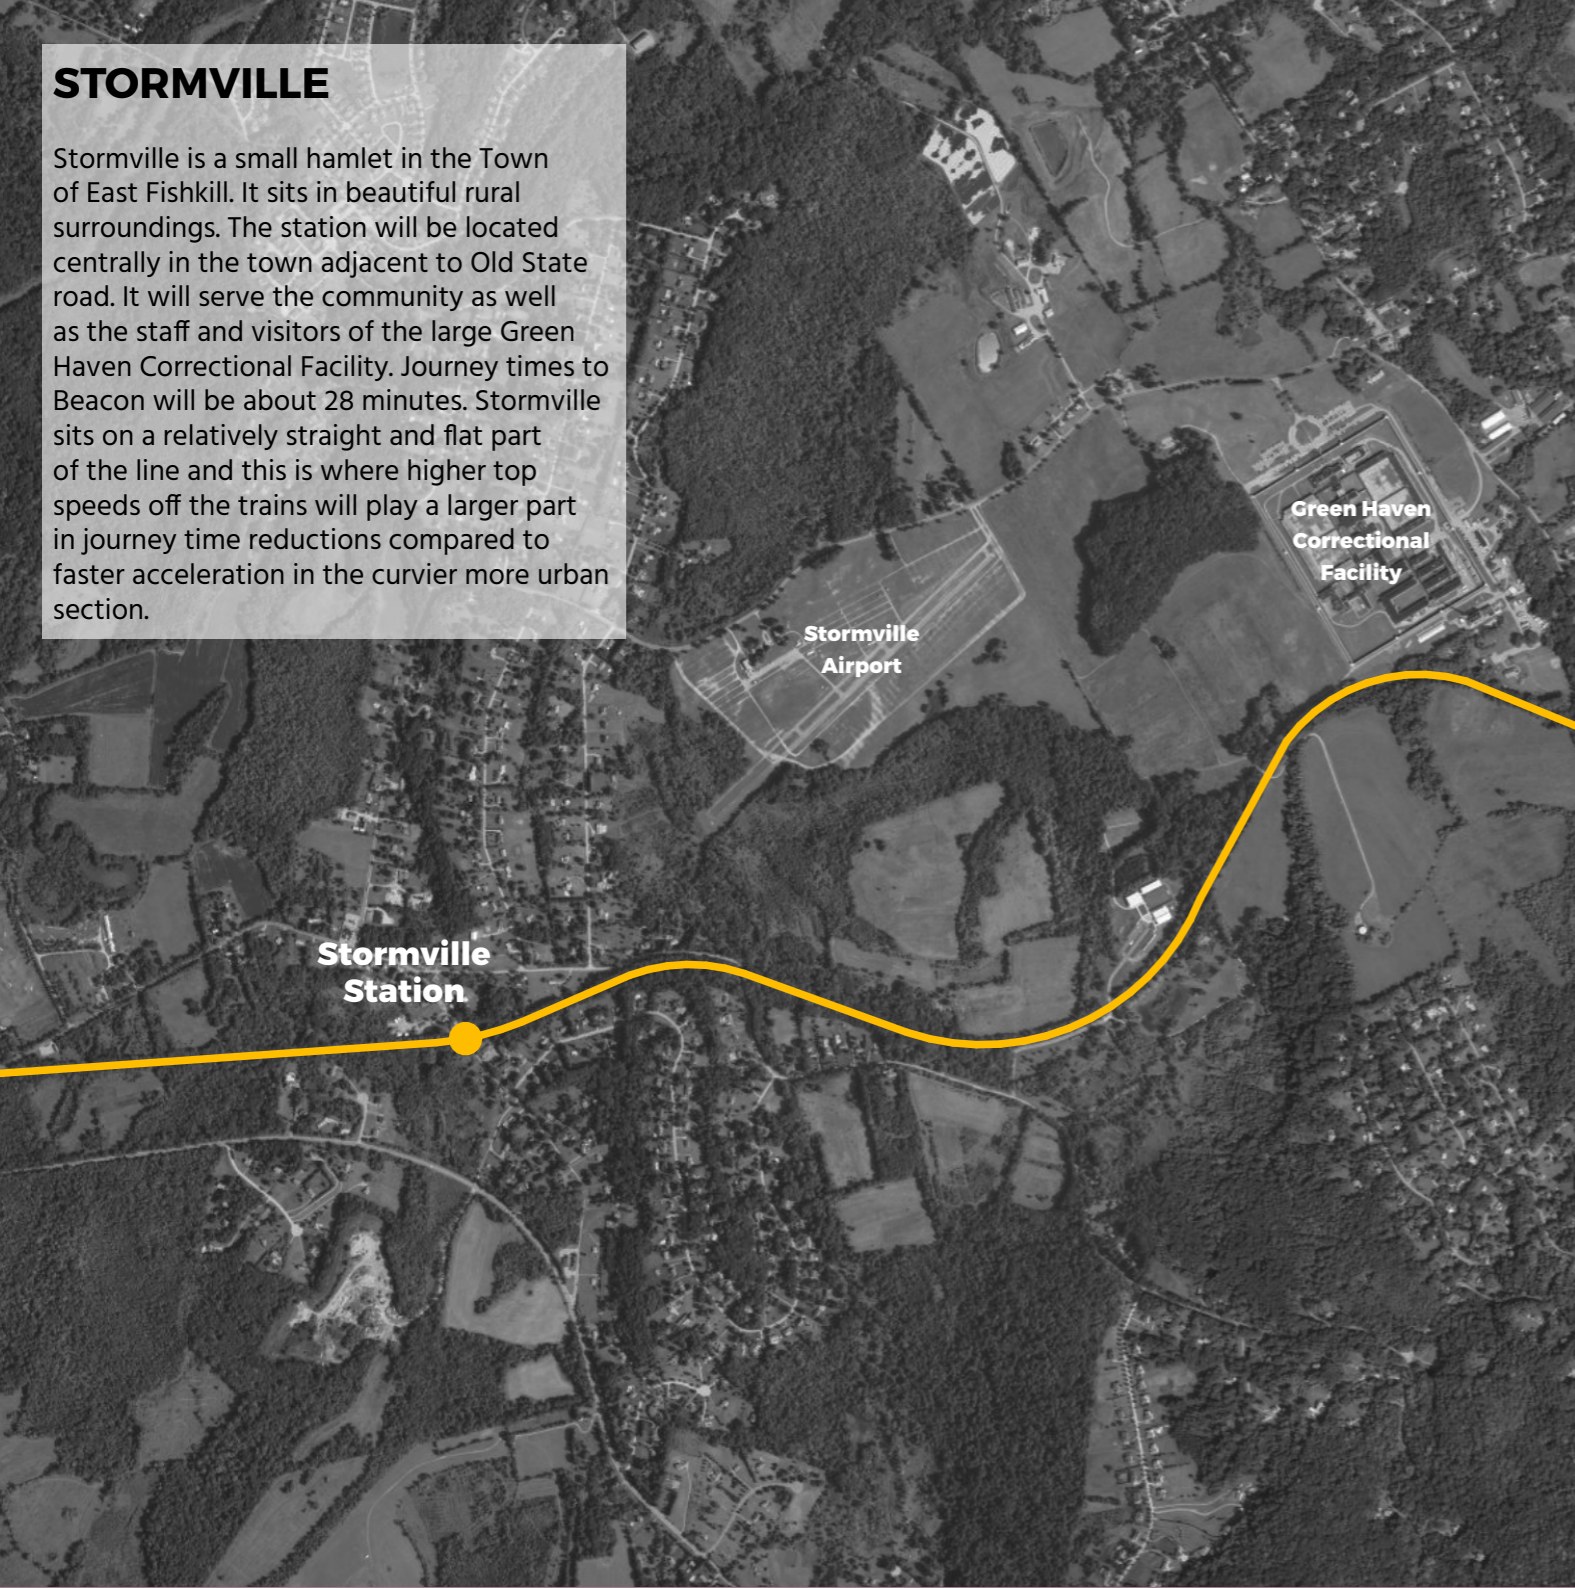 STORMVILLE
Stormville is a small hamlet in the Town
of East Fishkill. It sits in beautiful rural
surroundings. The station will be located
centrally in the town adjacent to Old State
road. It will serve the community as well
as the staff and visitors of the large Green
Haven Correctional Facility. Journey times to
Beacon will be about 28 minutes. Stormville
sits on a relatively straight and flat part
of the line and this is where higher top
speeds off the trains will play a larger part
in journey time reductions compared to
faster acceleration in the curvier more urban
section.
Green Haven
Correctional
Facility
Stormville
Airport
Stormville
Station